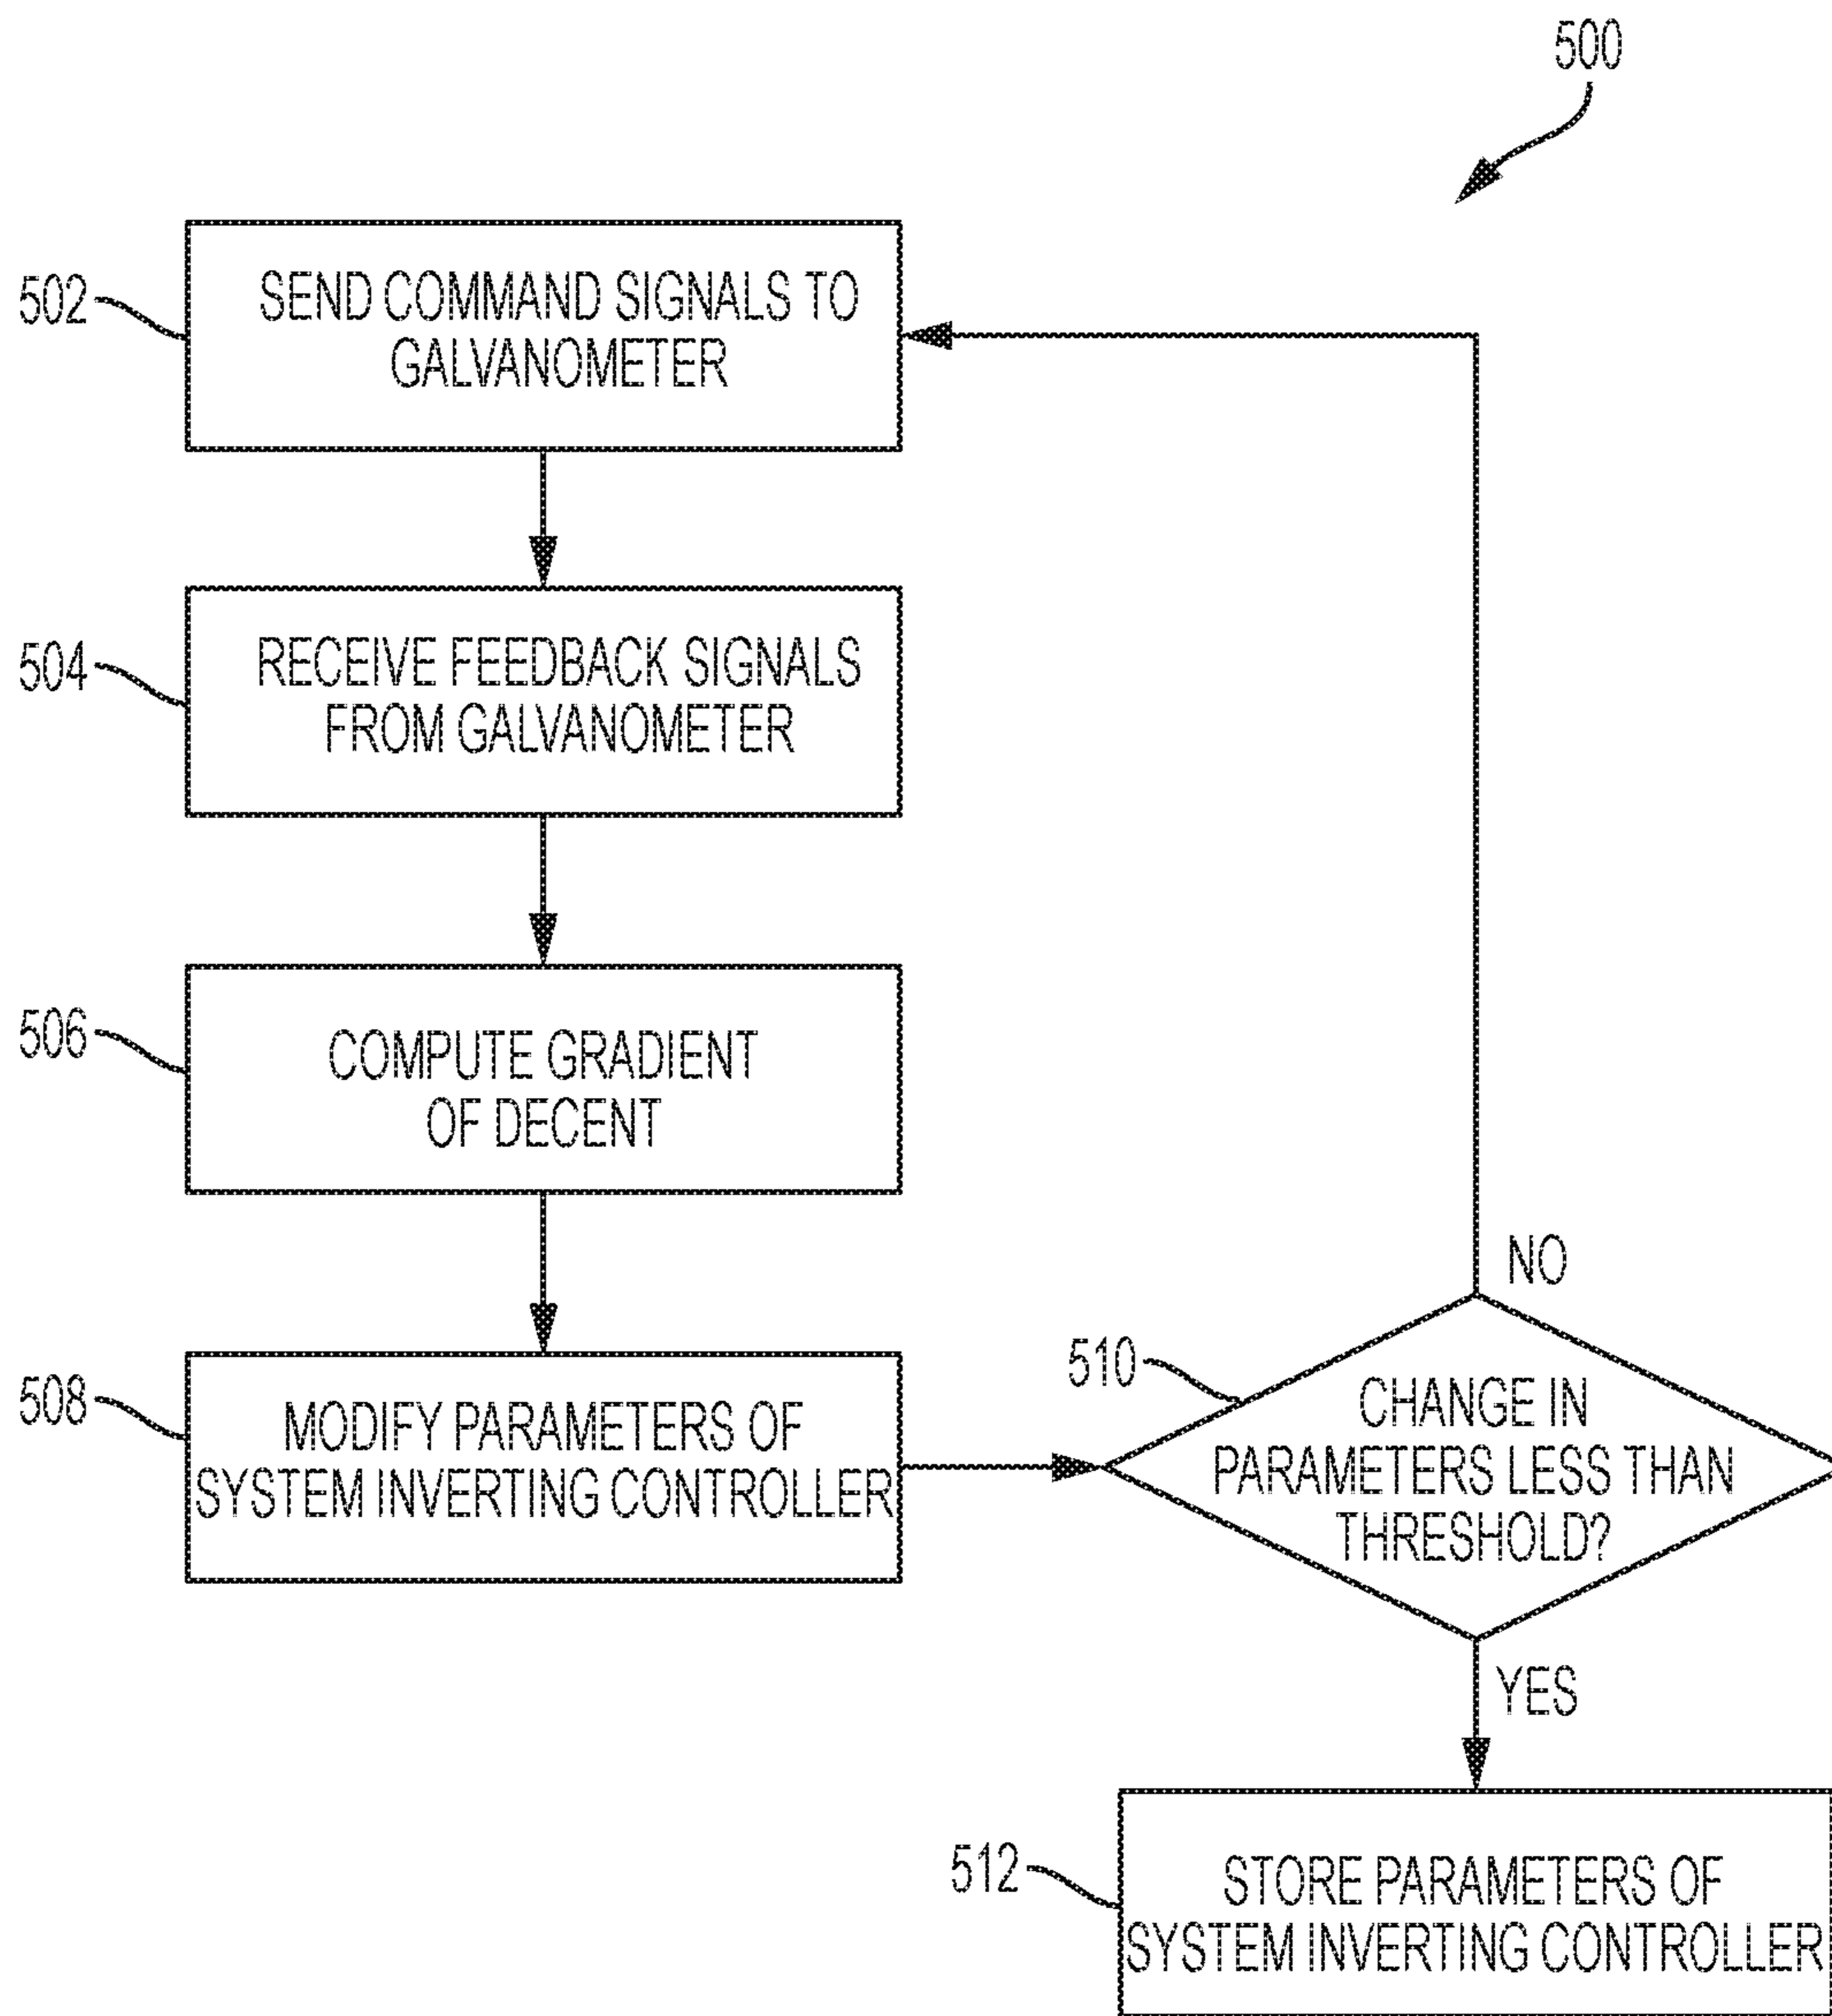 500
502
SEND COMMAND SIGNALS TO
GALVANOMETER
504
RECEIVE FEEDBACK SIGNALS
FROM GALVANOMETER
506
COMPUTE GRADIENT
OF DECENT
508
MODIFY PARAMETERS OF
SYSTEM INVERTING CONTROLLER
510
CHANGE IN
PARAMETERS LESS THAN
THRESHOLD?
NO
YES
512
STORE PARAMETERS OF
SYSTEM INVERTING CONTROLLER